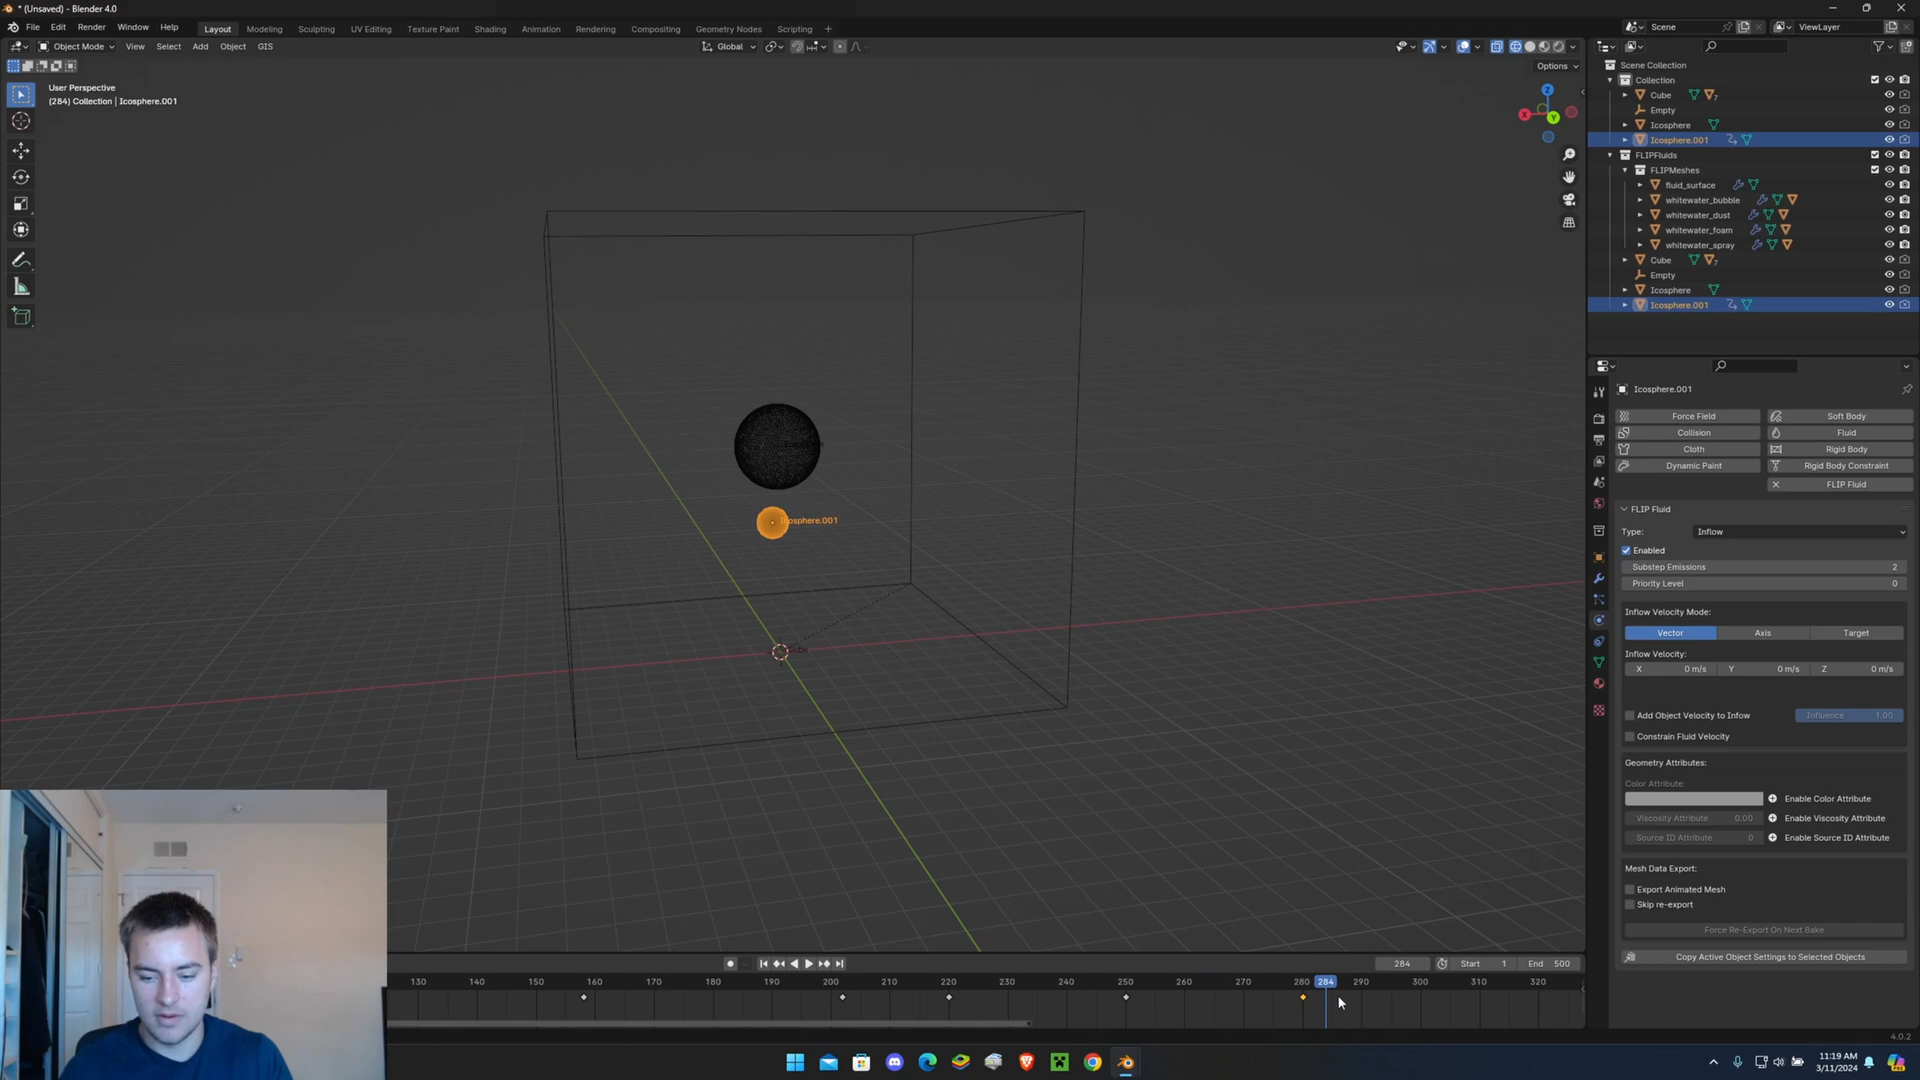 * (Unsaved) - Blender 4.0
File Edit Render Window Help Layout Modeling Sculpting UV Editing Texture Paint Shading Animation Rendering Compositing Geometry Nodes Scripting + Scene ViewLayer
Object Mode View Select Add Object GIS Global
Options
User Perspective
(284) Collection | Icosphere.001
Z
X
Y
Icosphere.001
Cube
Scene Collection
Collection
Cube 7
Empty
Icosphere
Icosphere.001
FLIPFluids
FLIPMeshes
fluid_surface
whitewater_bubble
whitewater_dust
whitewater_foam
whitewater_spray
Cube 7
Empty
Icosphere
Icosphere.001
Icosphere.001
Force Field Soft Body
Collision Fluid
Cloth Rigid Body
Dynamic Paint Rigid Body Constraint
FLIP Fluid
FLIP Fluid
Type: Inflow
Enabled
Substep Emissions 2
Priority Level 0
Inflow Velocity Mode:
Vector Axis Target
Inflow Velocity:
X 0 m/s Y 0 m/s Z 0 m/s
Add Object Velocity to Infow Influence 1.00
Constrain Fluid Velocity
Geometry Attributes:
Color Attribute:
Enable Color Attribute
Viscosity Attribute 0.00 Enable Viscosity Attribute
Source ID Attribute 0 Enable Source ID Attribute
Mesh Data Export:
Export Animated Mesh
Skip re-export
Force Re-Export On Next Bake
Copy Active Object Settings to Selected Objects
284 Start 1 End 500
130 140 150 160 170 180 190 200 210 220 230 240 250 260 270 280 284 290 300 310 320
4.0.2
11:19 AM
3/11/2024